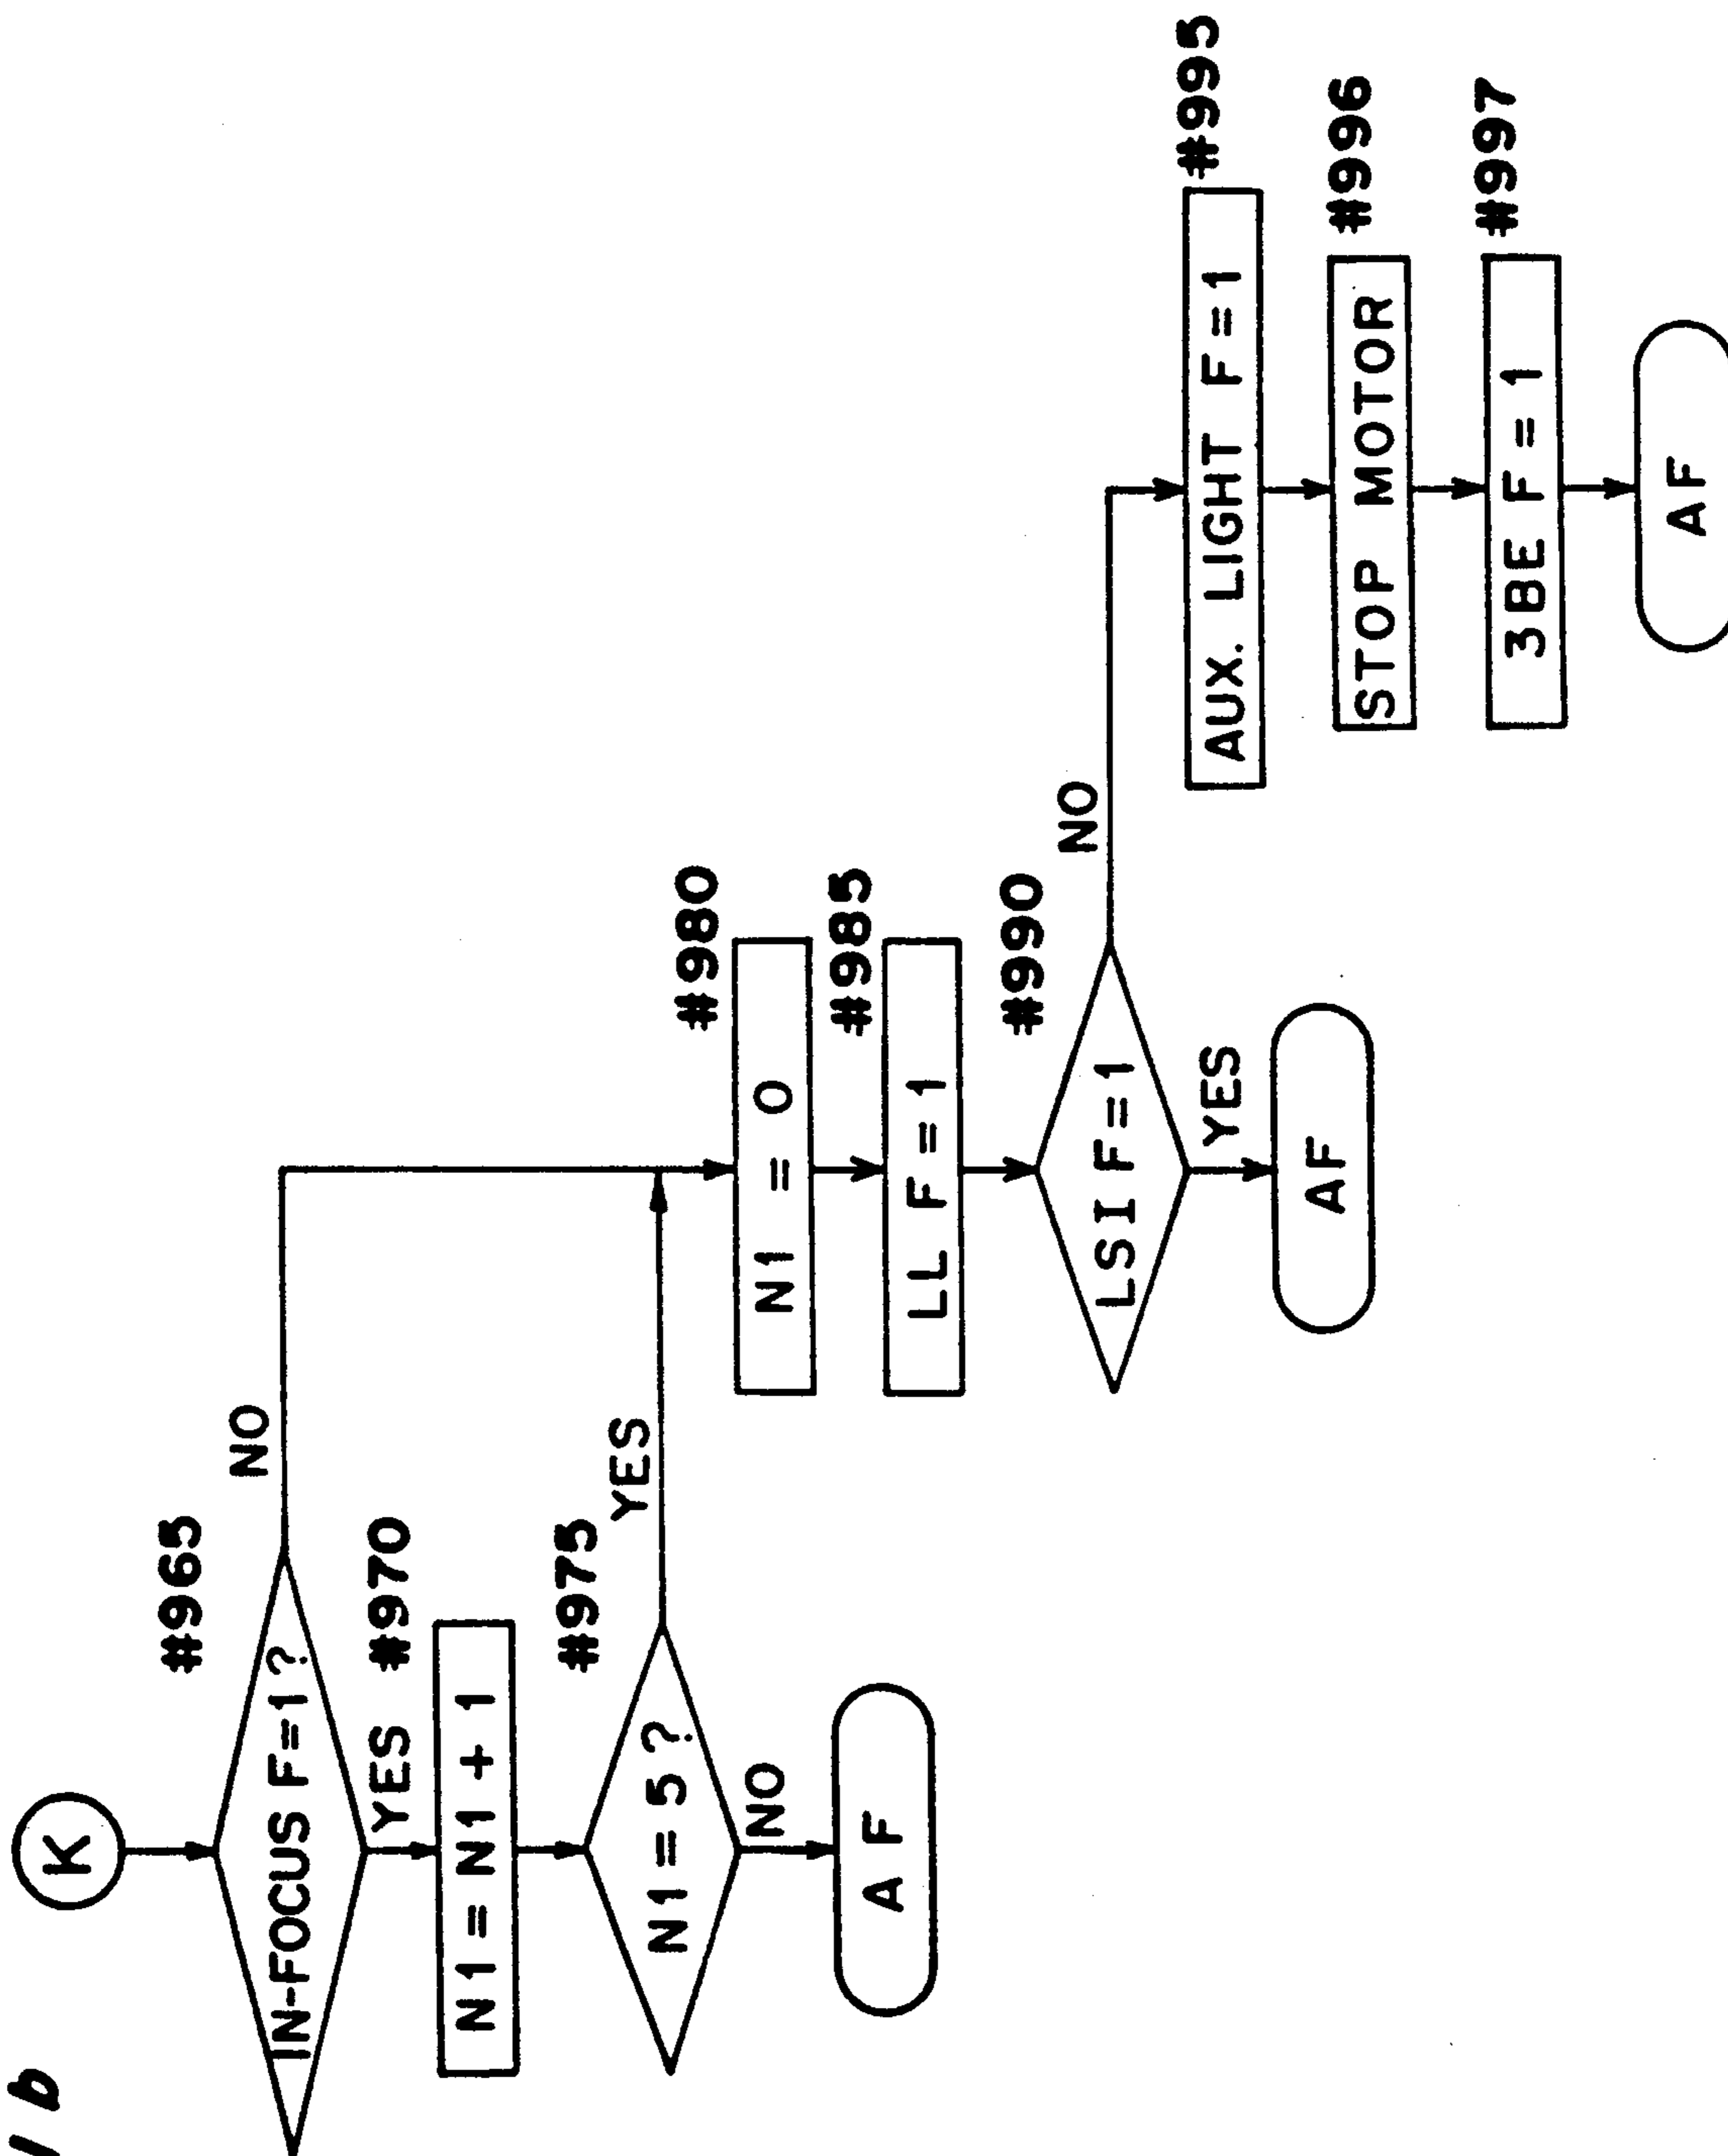 K
#965
IN-FOCUS F=1?
NO
YES
#970
N1 = N1 + 1
#975
N1 = 5?
YES
NO
AF
#980
N1 = 0
#985
LL F = 1
#990
LSI F = 1
NO
YES
AF
#995
AUX. LIGHT F = 1
#996
STOP MOTOR
#997
3BE F = 1
AF